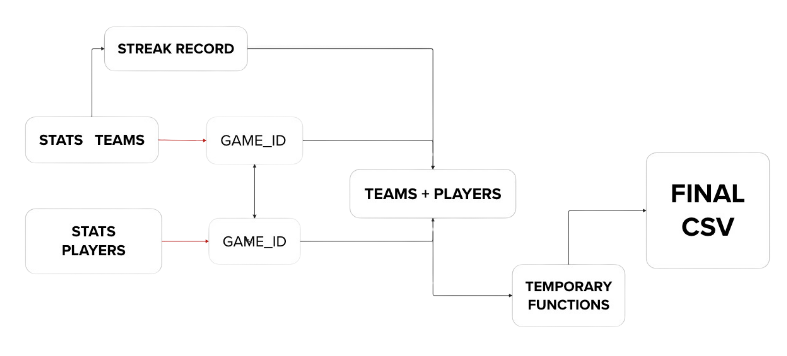 STREAK RECORD
STATS TEAMS
GAME_ID
TEAMS + PLAYERS
FINAL
CSV
STATS
PLAYERS
GAME_ID
TEMPORARY
FUNCTIONS